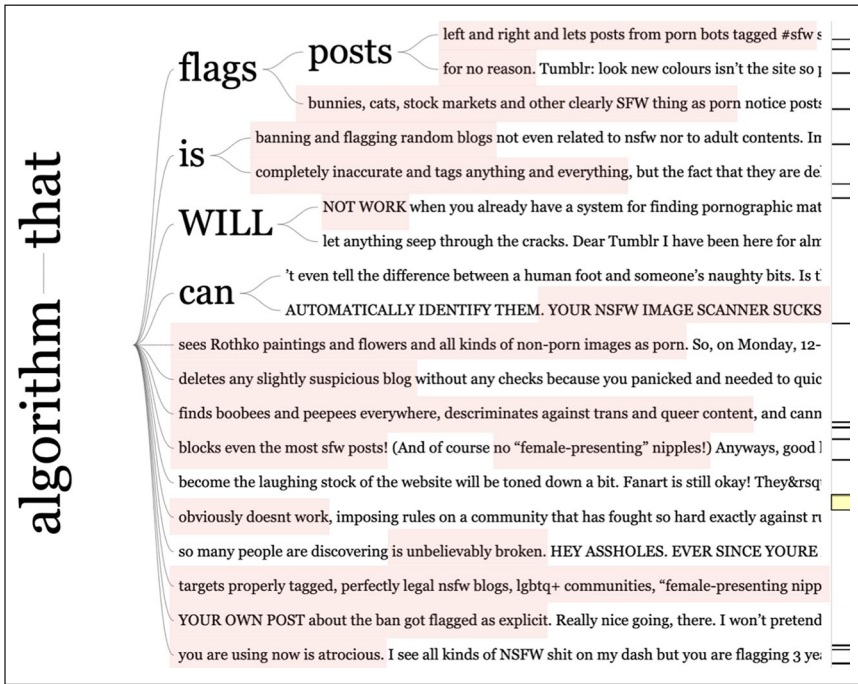 algorithm that
flags
posts
left and right and lets posts from porn bots tagged #sfw s
for no reason. Tumblr: look new colours isn't the site so p
bunnies, cats, stock markets and other clearly SFW thing as porn notice posts
is
banning and flagging random blogs not even related to nsfw nor to adult contents. Im
completely inaccurate and tags anything and everything, but the fact that they are de
WILL
NOT WORK when you already have a system for finding pornographic mat
let anything seep through the cracks. Dear Tumblr I have been here for alm
can
't even tell the difference between a human foot and someone's naughty bits. Is t
AUTOMATICALLY IDENTIFY THEM. YOUR NSFW IMAGE SCANNER SUCKS
sees Rothko paintings and flowers and all kinds of non-porn images as porn. So, on Monday, 12-
deletes any slightly suspicious blog without any checks because you panicked and needed to quic
finds boobees and peepees everywhere, descriminates against trans and queer content, and cann
blocks even the most sfw posts! (And of course no “female-presenting” nipples!) Anyways, good
become the laughing stock of the website will be toned down a bit. Fanart is still okay! They&rsq
obviously doesnt work, imposing rules on a community that has fought so hard exactly against ru
so many people are discovering is unbelievably broken. HEY ASSHOLES. EVER SINCE YOURE
targets properly tagged, perfectly legal nsfw blogs, lgbtq+ communities, “female-presenting nipp
YOUR OWN POST about the ban got flagged as explicit. Really nice going, there. I won't pretend
you are using now is atrocious. I see all kinds of NSFW shit on my dash but you are flagging 3 yea